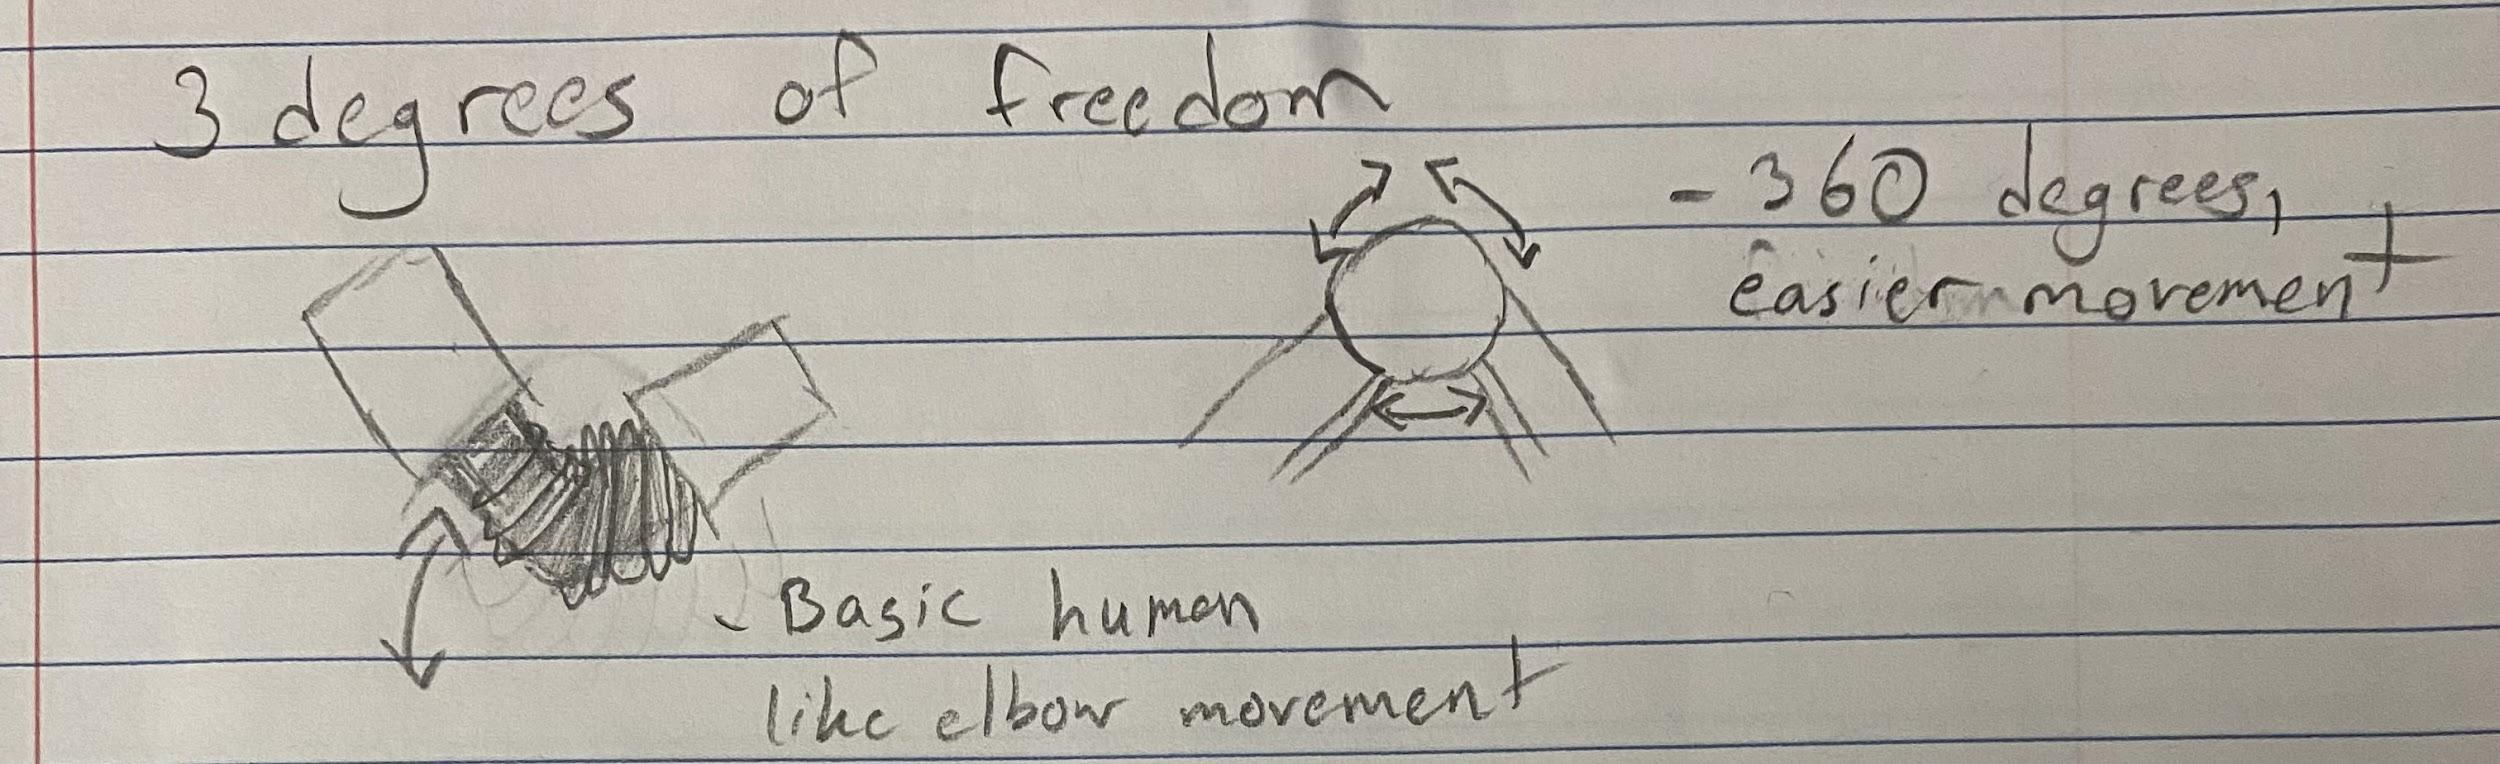 3 degrees of freedom
- 360 degrees,
easier movement
- Basic human
like elbow movement